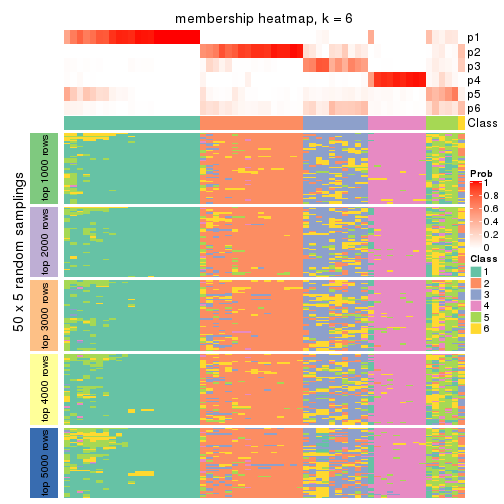 membership heatmap, k = 6
p1
p2
p3
p4
p5
p6
Class
50 x 5 random samplings
top 1000 rows
top 2000 rows
top 3000 rows
top 4000 rows
top 5000 rows
Prob
1
0.8
0.6
0.4
0.2
0
Class
1
2
3
4
5
6